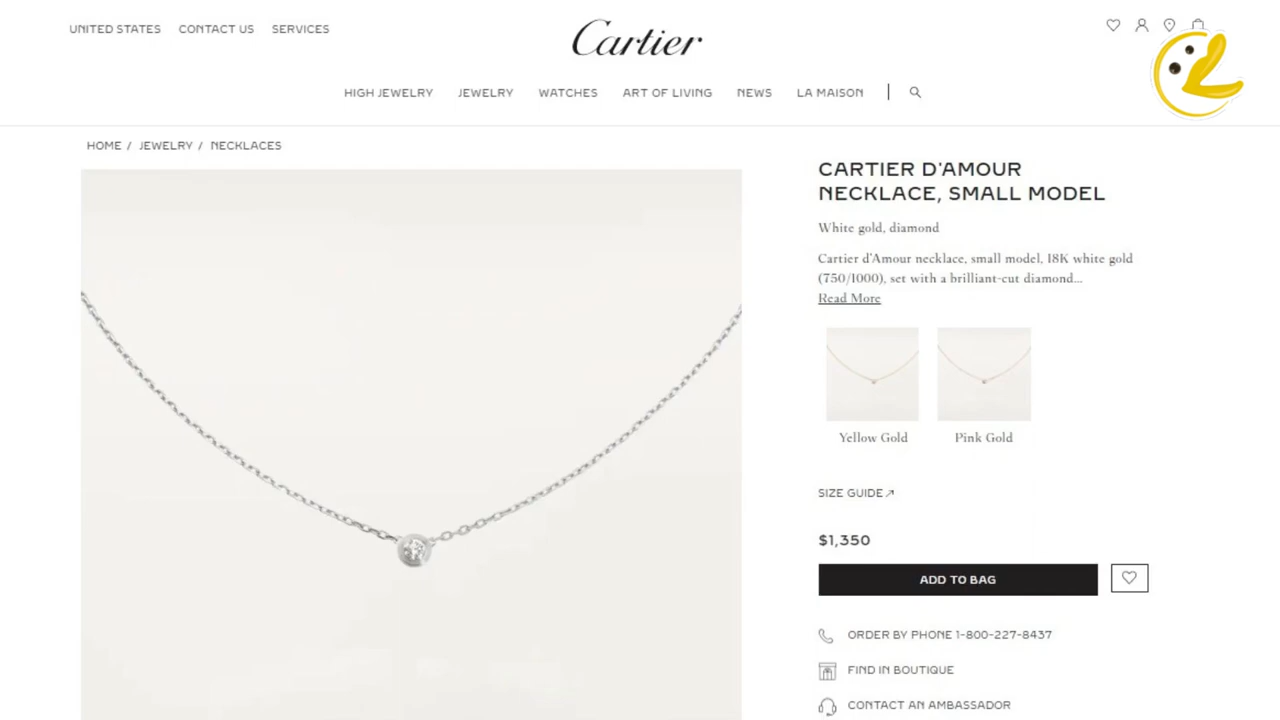 UNITED STATES CONTACT US SERVICES
Cartier
HIGH JEWELRY JEWELRY WATCHES ART OF LIVING NEWS LA MAISON
HOME / JEWELRY / NECKLACES
CARTIER D'AMOUR
NECKLACE, SMALL MODEL
White gold, diamond
Cartier d'Amour necklace, small model, 18K white gold
(750/1000), set with a brilliant-cut diamond...
Read More
Yellow Gold Pink Gold
SIZE GUIDE
$1,350
ADD TO BAG
ORDER BY PHONE 1-800-227-8437
FIND IN BOUTIQUE
CONTACT AN AMBASSADOR